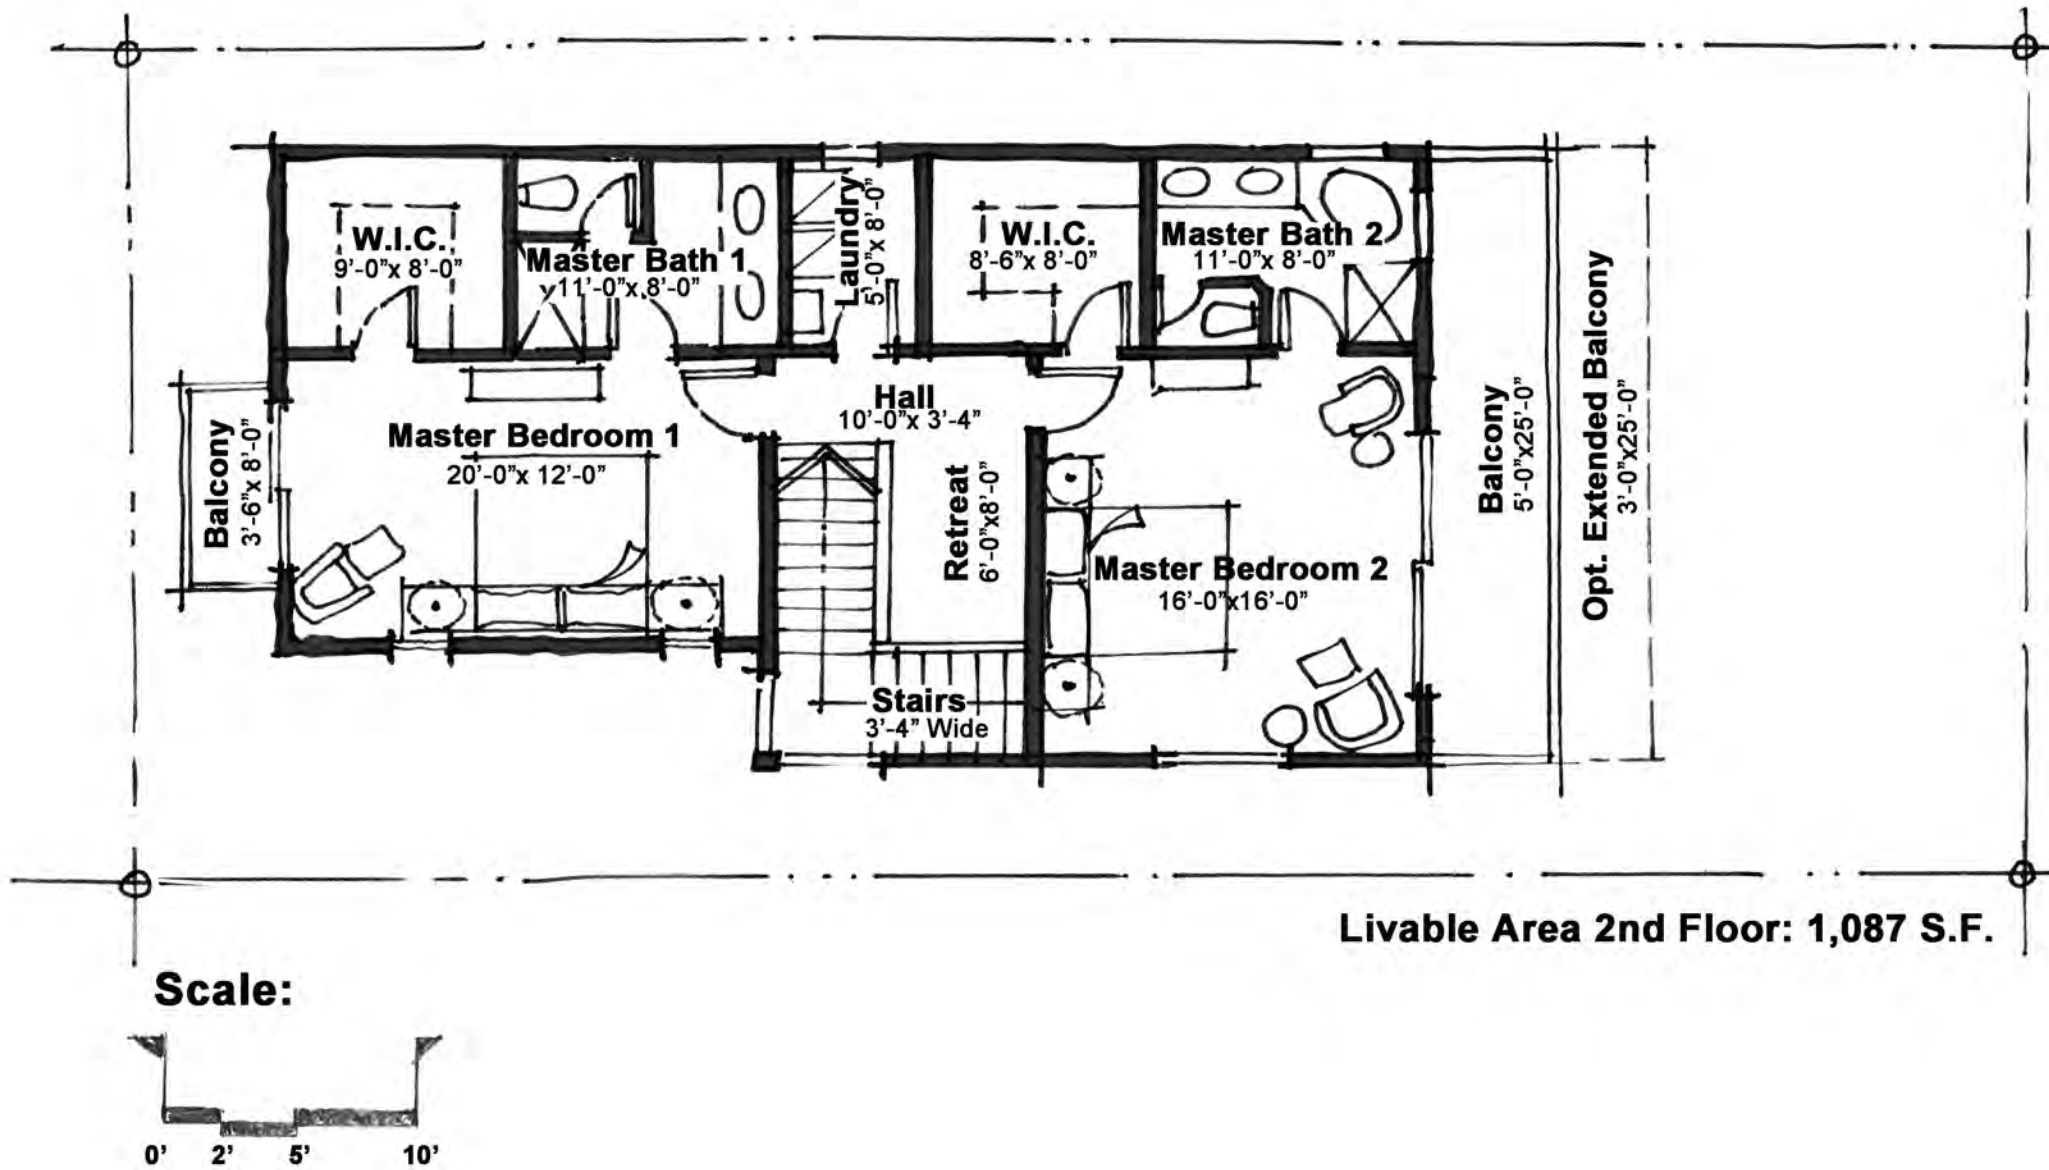 W.I.C.
9'-0"x 8'-0"
Master Bath 1
11'-0"x 8'-0"
Laundry
5'-0"x 8'-0"
W.I.C.
8'-6"x 8'-0"
Master Bath 2
11'-0"x 8'-0"
Balcony
3'-6"x 8'-0"
Master Bedroom 1
20'-0"x 12'-0"
Hall
10'-0"x 3'-4"
Retreat
6'-0"x8'-0"
Master Bedroom 2
16'-0"x16'-0"
Balcony
5'-0"x25'-0"
Opt. Extended Balcony
3'-0"x25'-0"
Stairs
3'-4" Wide
Livable Area 2nd Floor: 1,087 S.F.
Scale:
0' 2' 5' 10'